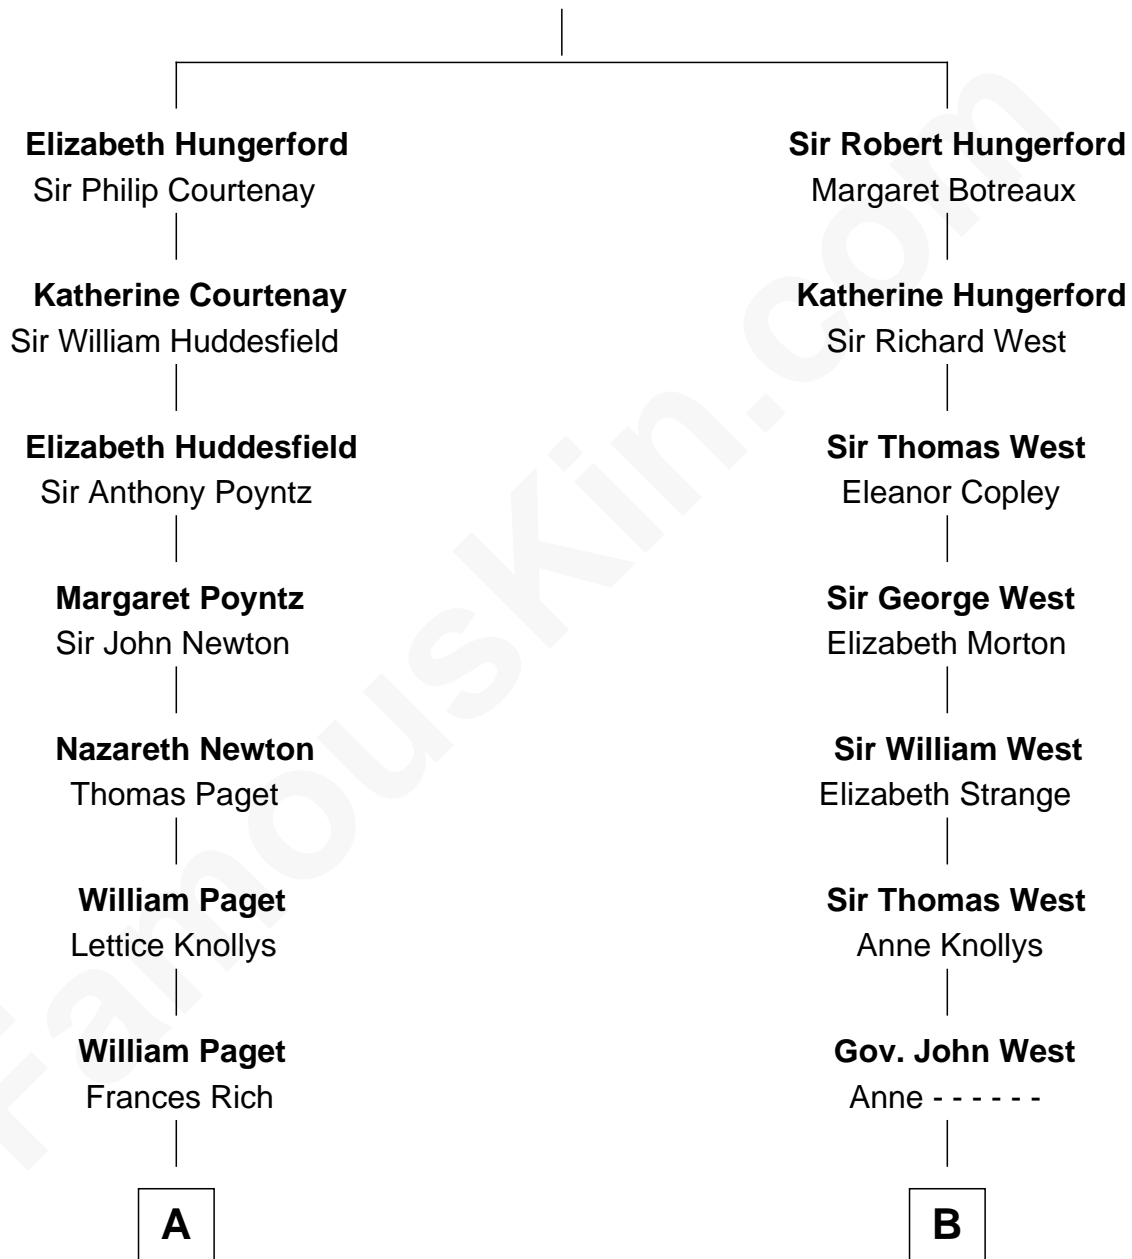 Elizabeth Hungerford
Sir Philip Courtenay
Katherine Courtenay
Sir William Huddesfield
Elizabeth Huddesfield
Sir Anthony Poyntz
Margaret Poyntz
Sir John Newton
Nazareth Newton
Thomas Paget
William Paget
Lettice Knollys
William Paget
Frances Rich
A
Sir Robert Hungerford
Margaret Botreaux
Katherine Hungerford
Sir Richard West
Sir Thomas West
Eleanor Copley
Sir George West
Elizabeth Morton
Sir William West
Elizabeth Strange
Sir Thomas West
Anne Knollys
Gov. John West
Anne - - - - - -
B
FamousKin.com